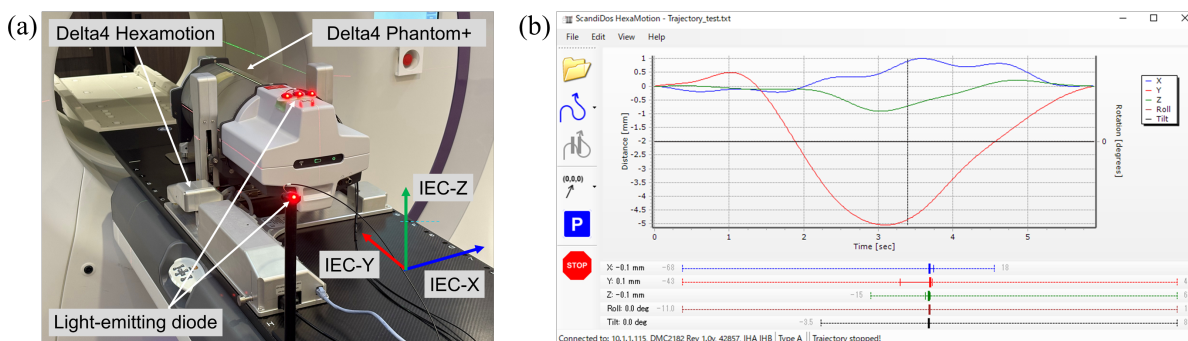 (a)
Delta4 Hexamotion
Delta4 Phantom+
IEC-Z
IEC-Y
IEC-X
Light-emitting diode
(b)
ScandiDos HexaMotion - Trajectory_test.txt
File Edit View Help
1
0.5
0
-0.5
-1
-1.5
-2
-2.5
-3
-3.5
-4
-4.5
-5
Distance [mm]
0 1 2 3 4 5
Time [sec]
0
Rotation [degrees]
X
Y
Z
Roll
Tilt
(0,0,0)
P
STOP
X: -0.1 mm -68 18
Y: 0.1 mm -43 4
Z: -0.1 mm -15 6
Roll: 0.0 deg -11.0 1
Tilt: 0.0 deg -3.5 8
Connected to: 10.1.1.115, DMC2182 Rev 1.0v, 42857 IHA IHB Type A Trajectory stopped!